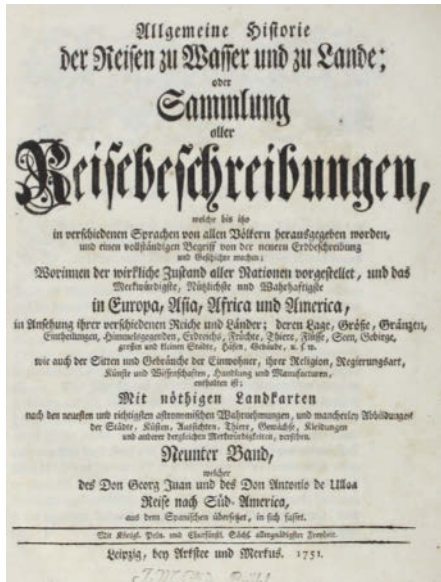 Allgemeine Historie
der Reisen zu Wasser und zu Lande;
oder
Sammlung
aller
Reisebeschreibungen,
welche bis itzo
in verschiedenen Sprachen von allen Völkern herausgegeben worden,
und einen vollständigen Begriff von der neuern Erdbeschreibung
und Geschichte machen;
Worinnen der wirkliche Zustand aller Nationen vorgestellet, und das
Merkwürdigste, Nützlichste und Wahrhaftigste
in Europa, Asia, Africa und America,
in Ansehung ihrer verschiedenen Reiche und Länder; deren Lage, Größe, Gränzen,
Eintheilungen, Himmelsgegenden, Erdreichs, Früchte, Thiere, Flüsse, Seen, Gebirge,
großen und kleinen Städte, Häfen, Gebäude, u. s. w.
wie auch der Sitten und Gebräuche der Einwohner, ihrer Religion, Regierungsart,
Künste und Wissenschaften, Handlung und Manufacturen,
enthalten ist;
Mit nöthigen Landkarten
nach den neuesten und richtigsten astronomischen Wahrnehmungen, und mancherley Abbildungen
der Städte, Küsten, Aussichten, Thiere, Gewächse, Kleidungen
und anderer dergleichen Merkwürdigkeiten, versehen.
Neunter Band,
welcher
des Don Georg Juan und des Don Antonio de Ulloa
Reise nach Süd-America,
aus dem Spanischen übersetzet, in sich fasset.
Mit Königl. Poln. und Churfürstl. Sächs. allergnädigster Freyheit.
Leipzig, bey Arkstee und Merkus. 1751.